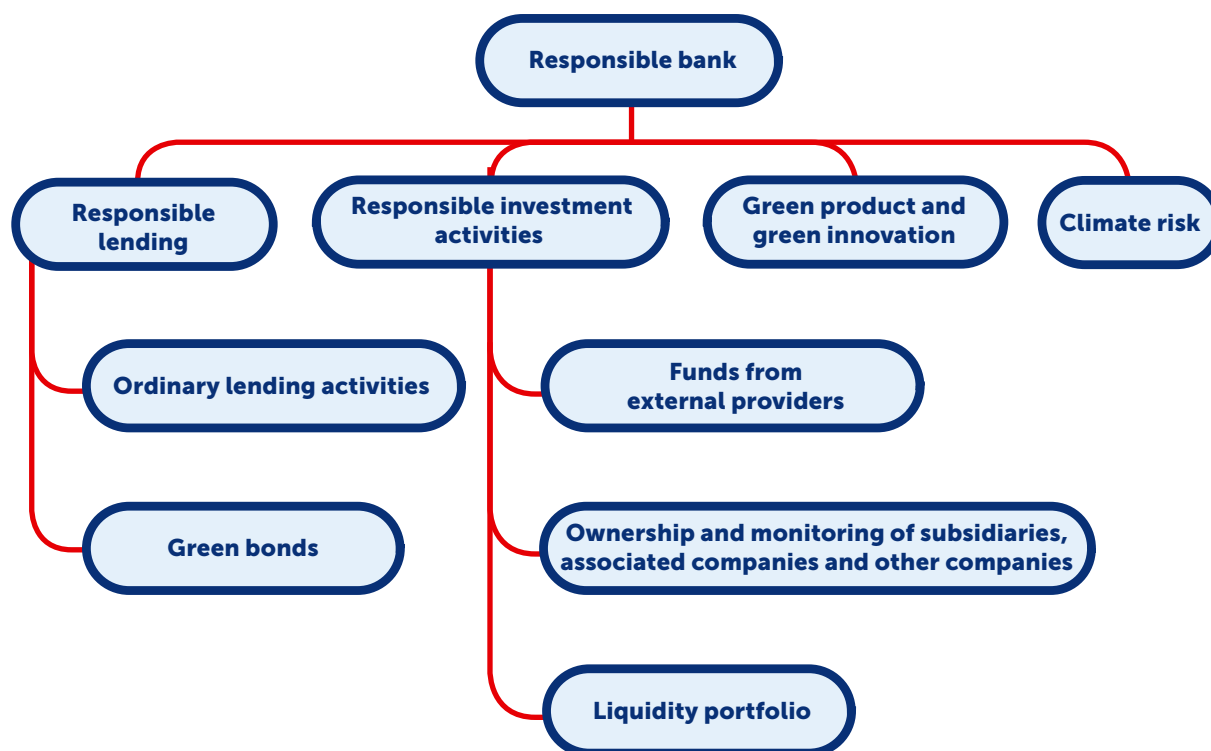 Responsible bank
Responsible
lending
Responsible investment
activities
Green product and
green innovation
Climate risk
Ordinary lending activities
Funds from
external providers
Green bonds
Ownership and monitoring of subsidiaries,
associated companies and other companies
Liquidity portfolio